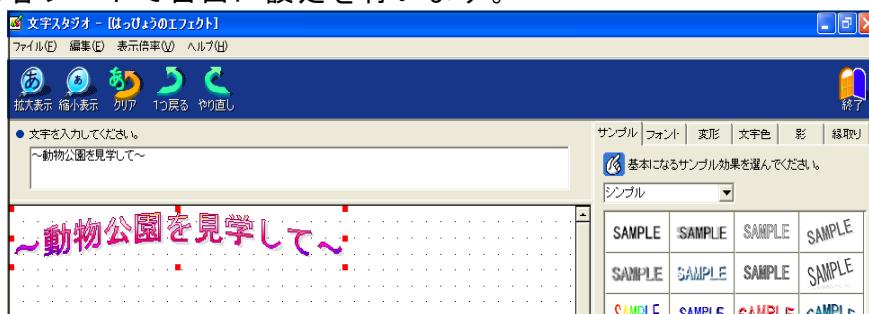 文字スタジオ - [はっぴょうのエフェクト]
ファイル(F) 編集(E) 表示倍率(V) ヘルプ(H)
拡大表示 縮小表示 クリア 1つ戻る やり直し 終了
● 文字を入力してください。
～動物公園を見学して～
サンプル フォント 変形 文字色 影 縁取り
基本になるサンプル効果を選んでください。
シンプル
～動物公園を見学して～
SAMPLE SAMPLE SAMPLE SAMPLE
SAMPLE SAMPLE SAMPLE SAMPLE
SAMPLE SAMPLE SAMPLE SAMPLE